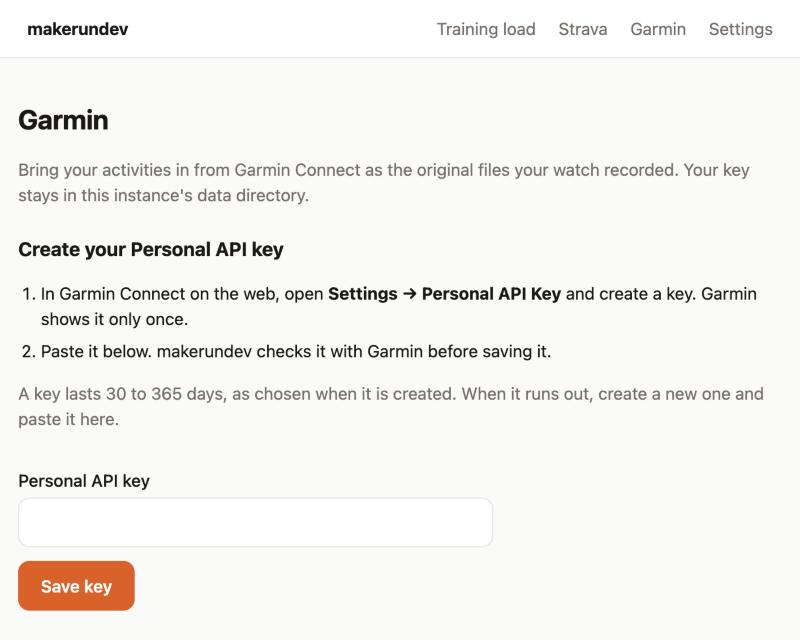 makerundev
Training load Strava Garmin Settings
Garmin
Bring your activities in from Garmin Connect as the original files your watch recorded. Your key
stays in this instance's data directory.
Create your Personal API key
1. In Garmin Connect on the web, open Settings → Personal API Key and create a key. Garmin
shows it only once.
2. Paste it below. makerundev checks it with Garmin before saving it.
A key lasts 30 to 365 days, as chosen when it is created. When it runs out, create a new one and
paste it here.
Personal API key
Save key